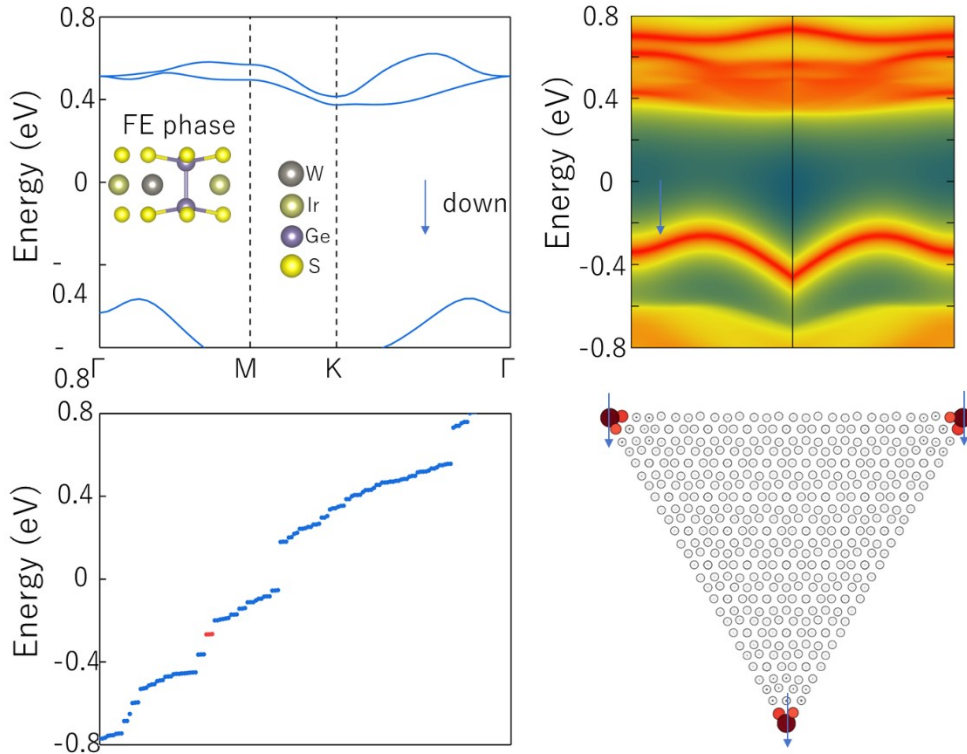 0.8
0.4
0
-
0.4
-
0.8
Energy (eV)
FE phase
W
Ir
Ge
S
down
Γ
M
K
Γ
0.8
0.4
0
-0.4
-0.8
Energy (eV)
0.8
0.4
0
-0.4
-0.8
Energy (eV)